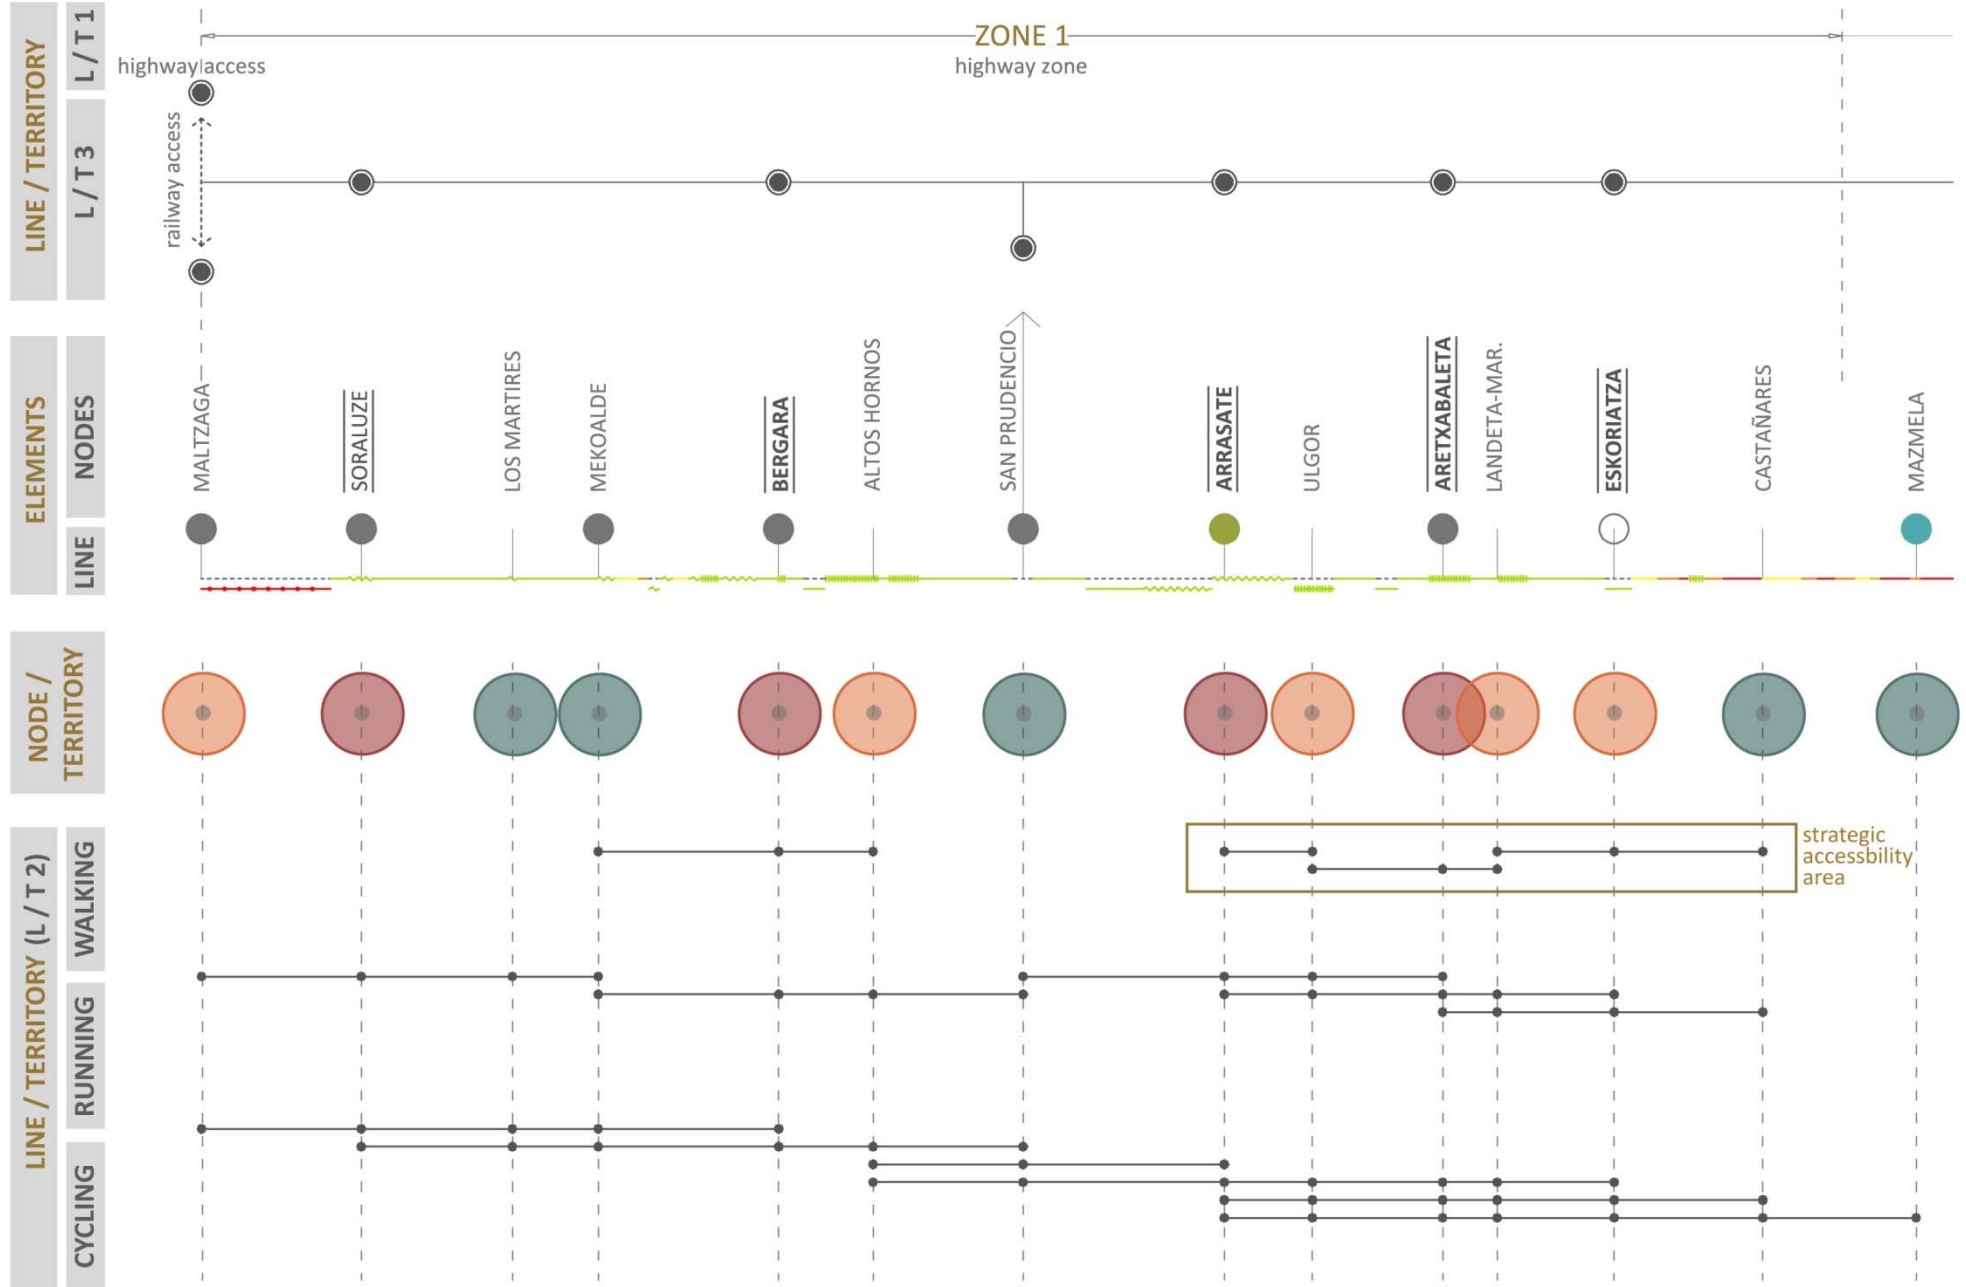 LINE / TERRITORY
L / T 1
L / T 3
ZONE 1
highway access
highway zone
railway access
ELEMENTS
NODES
LINE
MALTZAGA
SORALUZE
LOS MARTIRES
MEKOALDE
BERGARA
ALTOS HORNOS
SAN PRUDENCIO
ARRASATE
ULGOR
ARETXABALETA
LANDETA-MAR.
ESKORIATZA
CASTAÑARES
MAZMELA
NODE /
TERRITORY
LINE / TERRITORY (L / T 2)
WALKING
RUNNING
CYCLING
strategic
accessbility
area